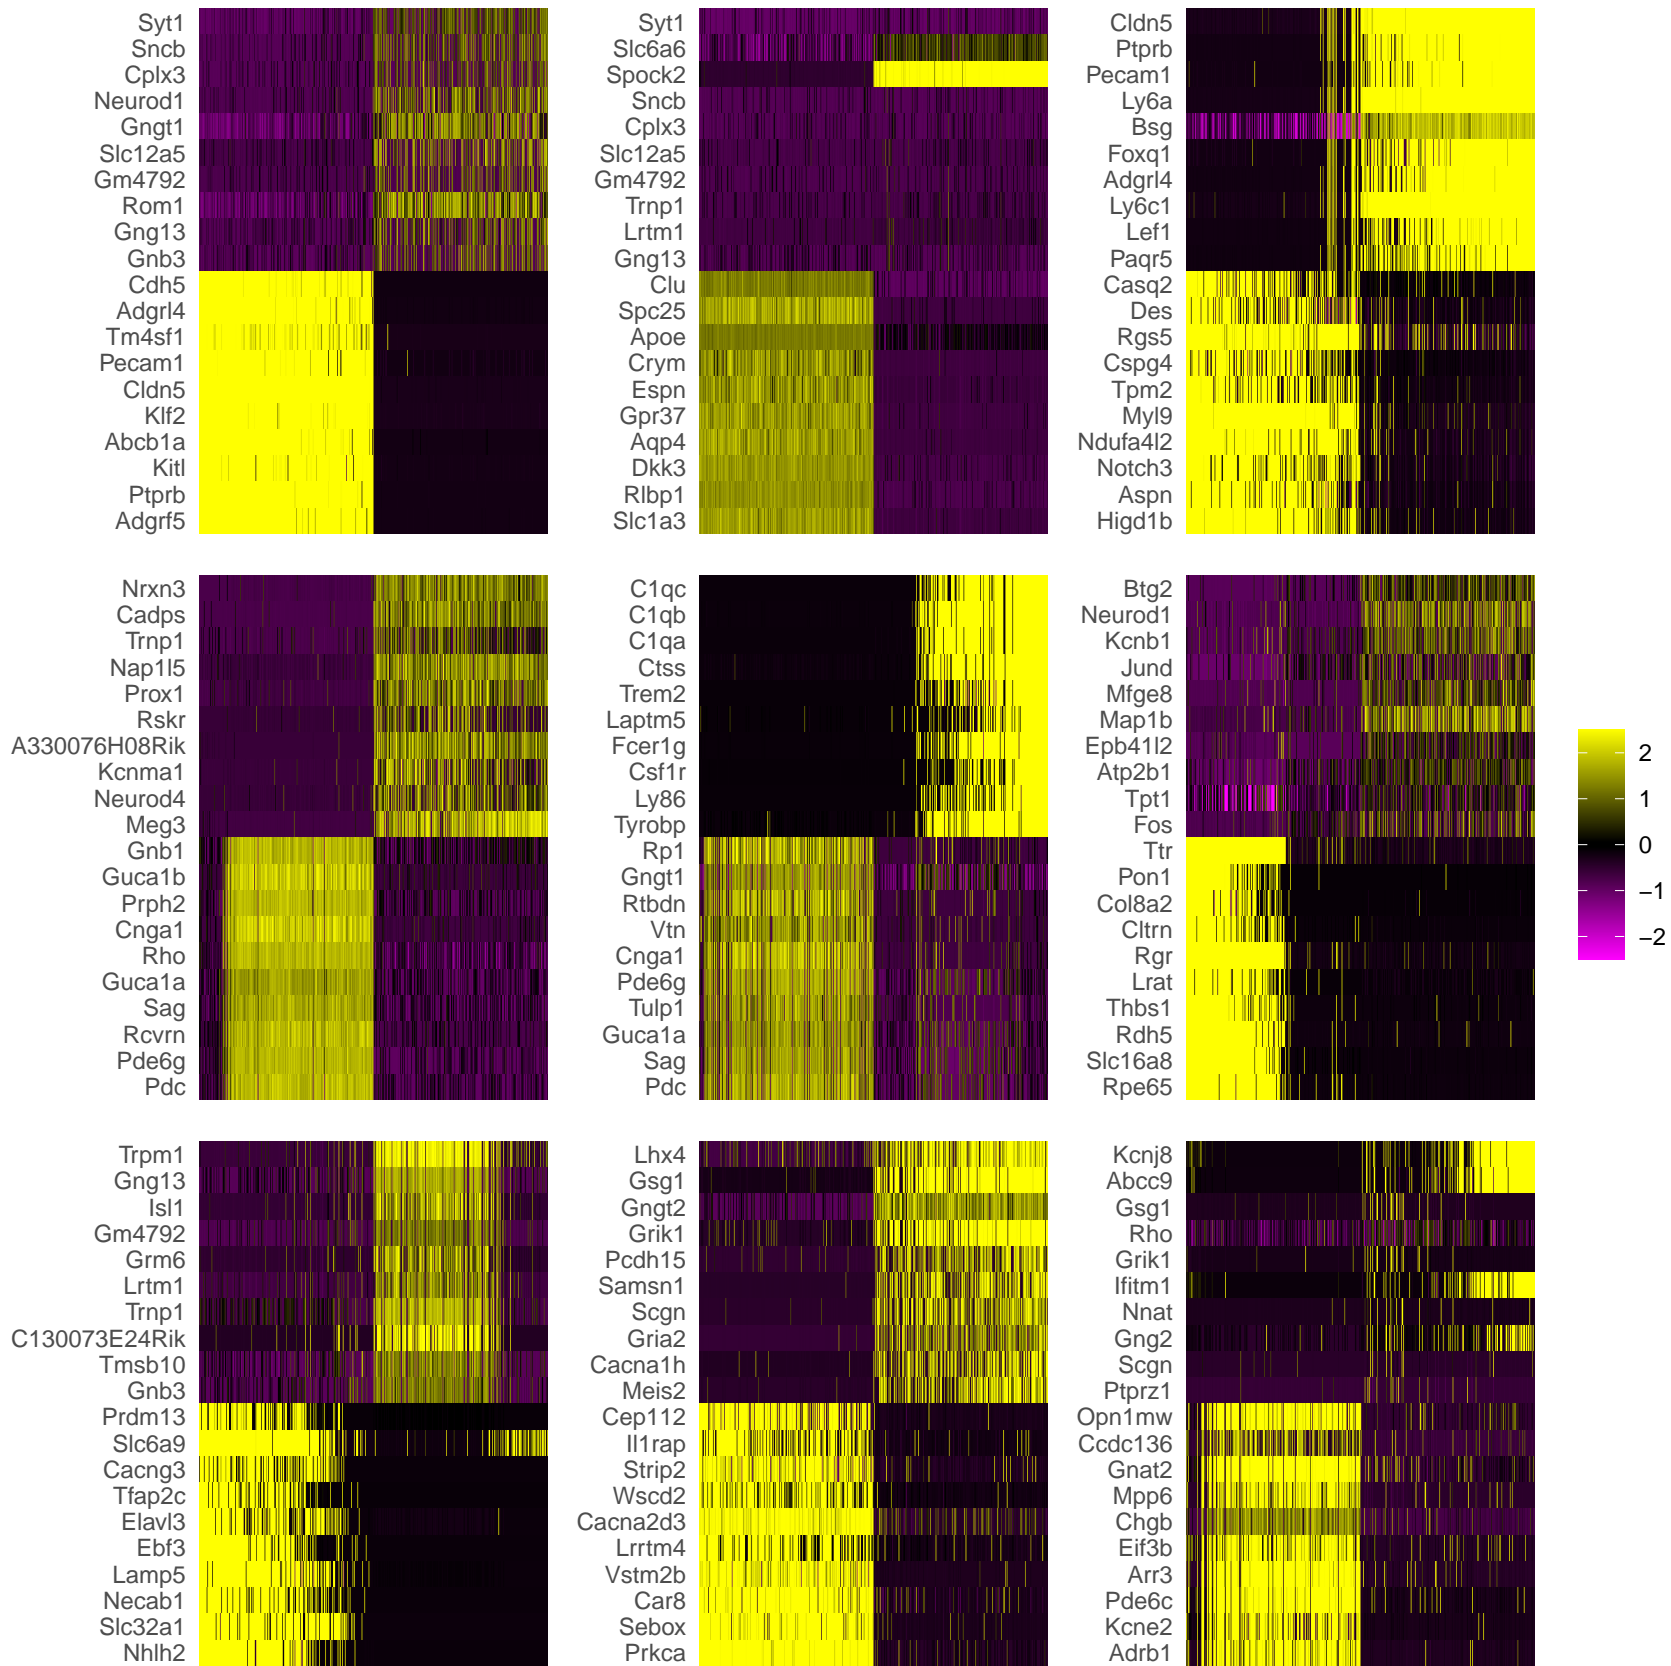 Syt1
Sncb
Cplx3
Neurod1
Gngt1
Slc12a5
Gm4792
Rom1
Gng13
Gnb3
Cdh5
Adgrl4
Tm4sf1
Pecam1
Cldn5
Klf2
Abcb1a
Kitl
Ptprb
Adgrf5
Syt1
Slc6a6
Spock2
Sncb
Cplx3
Slc12a5
Gm4792
Trnp1
Lrtm1
Gng13
Clu
Spc25
Apoe
Crym
Espn
Gpr37
Aqp4
Dkk3
Rlbp1
Slc1a3
Cldn5
Ptprb
Pecam1
Ly6a
Bsg
Foxq1
Adgrl4
Ly6c1
Lef1
Paqr5
Casq2
Des
Rgs5
Cspg4
Tpm2
Myl9
Ndufa4l2
Notch3
Aspn
Higd1b
Nrxn3
Cadps
Trnp1
Nap1l5
Prox1
Rskr
A330076H08Rik
Kcnma1
Neurod4
Meg3
Gnb1
Guca1b
Prph2
Cnga1
Rho
Guca1a
Sag
Rcvrn
Pde6g
Pdc
C1qc
C1qb
C1qa
Ctss
Trem2
Laptm5
Fcer1g
Csf1r
Ly86
Tyrobp
Rp1
Gngt1
Rtbdn
Vtn
Cnga1
Pde6g
Tulp1
Guca1a
Sag
Pdc
Btg2
Neurod1
Kcnb1
Jund
Mfge8
Map1b
Epb41l2
Atp2b1
Tpt1
Fos
Ttr
Pon1
Col8a2
Cltrn
Rgr
Lrat
Thbs1
Rdh5
Slc16a8
Rpe65
2
1
0
−1
−2
Trpm1
Gng13
Isl1
Gm4792
Grm6
Lrtm1
Trnp1
C130073E24Rik
Tmsb10
Gnb3
Prdm13
Slc6a9
Cacng3
Tfap2c
Elavl3
Ebf3
Lamp5
Necab1
Slc32a1
Nhlh2
Lhx4
Gsg1
Gngt2
Grik1
Pcdh15
Samsn1
Scgn
Gria2
Cacna1h
Meis2
Cep112
Il1rap
Strip2
Wscd2
Cacna2d3
Lrrtm4
Vstm2b
Car8
Sebox
Prkca
Kcnj8
Abcc9
Gsg1
Rho
Grik1
Ifitm1
Nnat
Gng2
Scgn
Ptprz1
Opn1mw
Ccdc136
Gnat2
Mpp6
Chgb
Eif3b
Arr3
Pde6c
Kcne2
Adrb1